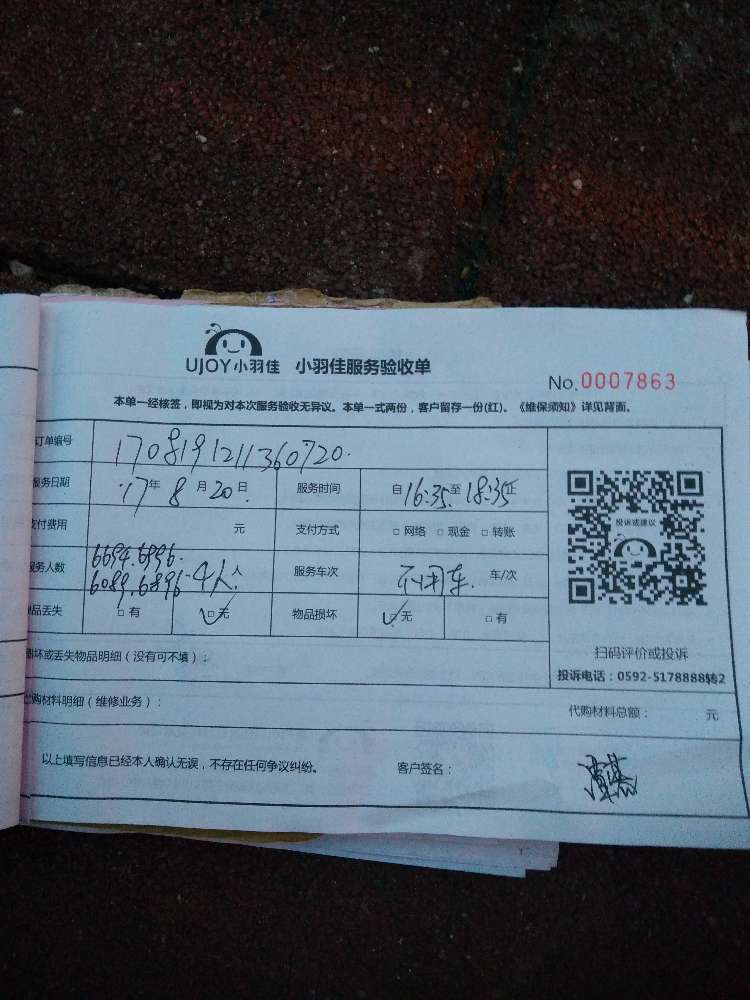 UJOY小羽佳 小羽佳服务验收单
No.0007863
本单一经核签，即视为对本次服务验收无异议。本单一式两份，客户留存一份(红)。《维保须知》详见背面。
订单编号 170819121136072​0.
服务日期 17年 8月 20日 服务时间 自16:35至18:35止
投诉或建议
支付费用 元 支付方式 □ 网络 □ 现金 □ 转账
服务人数 6694.6996.
6089.6896-4人 人 服务车次 不用车. 车/次
物品丢失 □ 有 □ 无 物品损坏 无 □ 有
扫码评价或投诉
损坏或丢失物品明细（没有可不填）：
投诉电话：0592-5178888转2
代购材料明细（维修业务）： 代购材料总额： 元
以上填写信息已经本人确认无误，不存在任何争议纠纷。 客户签名：